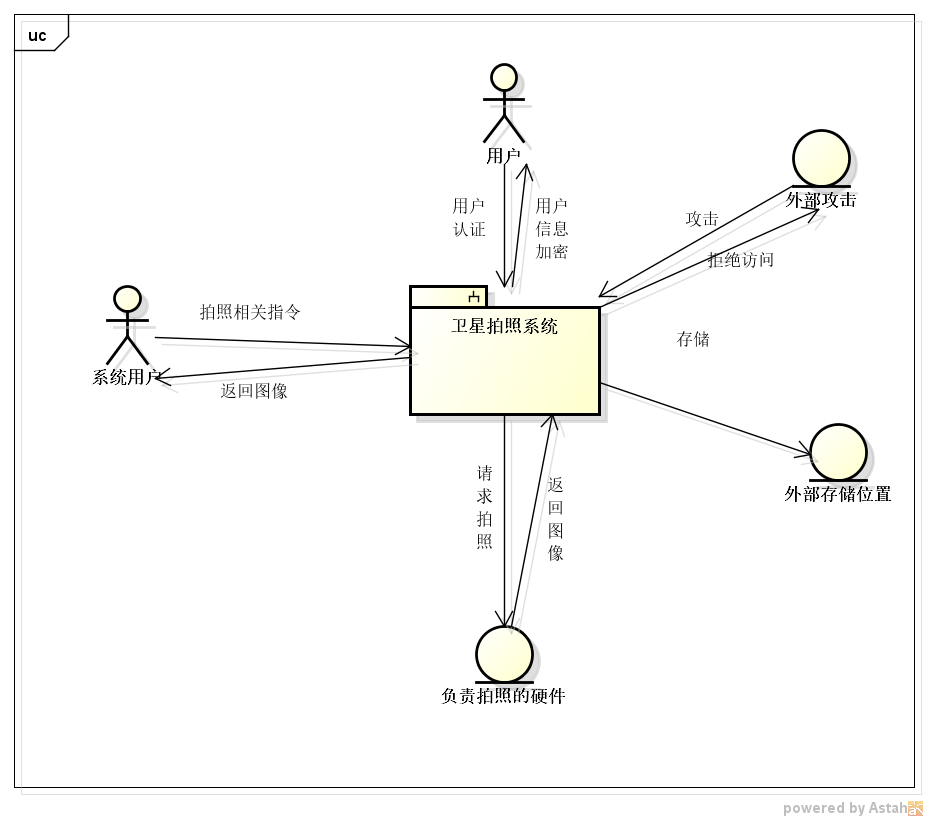 uc
用户
外部攻击
用户
认证
用户
信息
加密
攻击
拒绝访问
拍照相关指令
卫星拍照系统
存储
系统用户
返回图像
请
求
拍
照
返
回
图
像
外部存储位置
负责拍照的硬件
powered by Astah